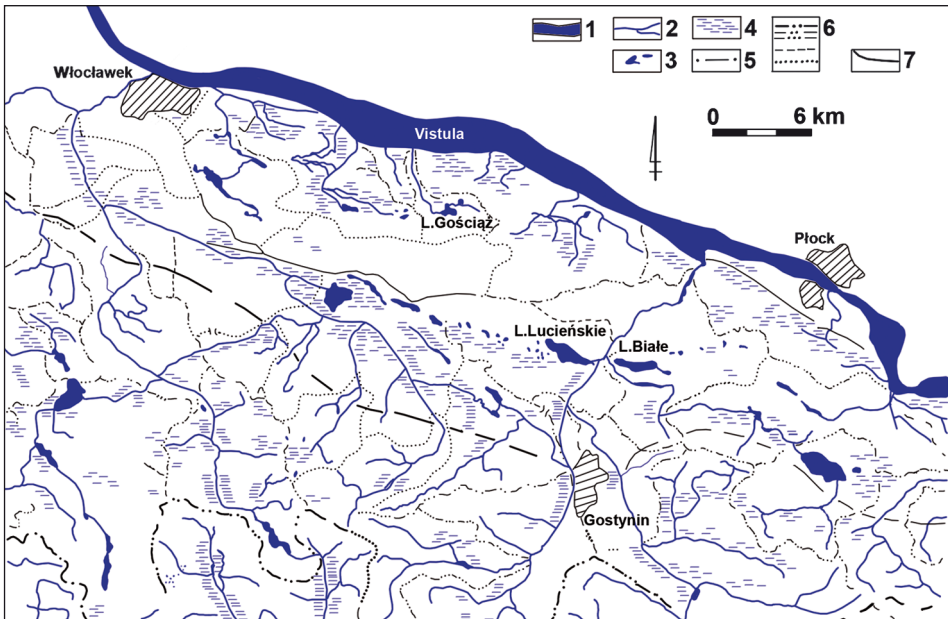 1 2 4 6
3 5 7
Włocławek
0 6 km
Vistula
L.Gościąż
Płock
L.Lucieńskie
L.Białe
Gostynin